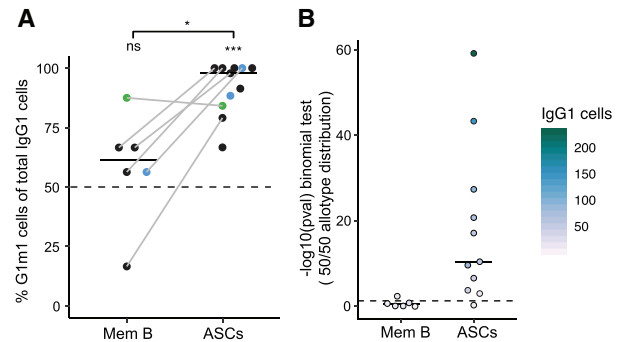 A
B
*
ns
***
% G1m1 cells of total IgG1 cells
100
75
50
25
0
Mem B
ASCs
-log10(pval) binomial test
( 50/50 allotype distribution)
60
40
20
0
Mem B
ASCs
IgG1 cells
200
150
100
50